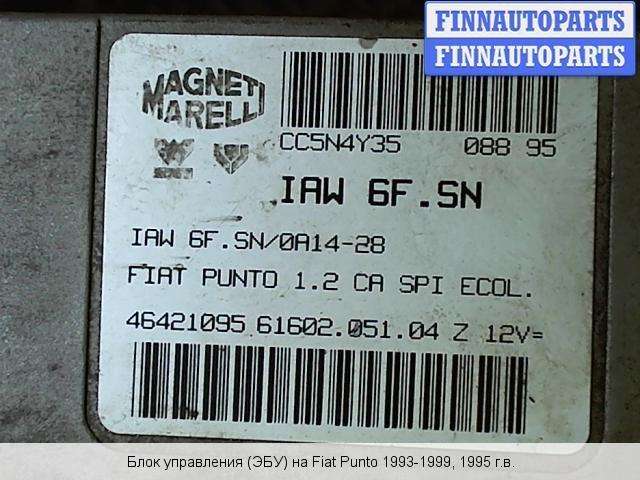 FINNAUTOPARTS
FINNAUTOPARTS
MAGNETI
MARELLI
CC5N4Y35 088 95
IAW 6F.SN
IAW 6F.SN/0A14-28
FIAT PUNTO 1.2 CA SPI ECOL.
46421095 61602.051.04 Z 12V=
Блок управления (ЭБУ) на Fiat Punto 1993-1999, 1995 г.в.